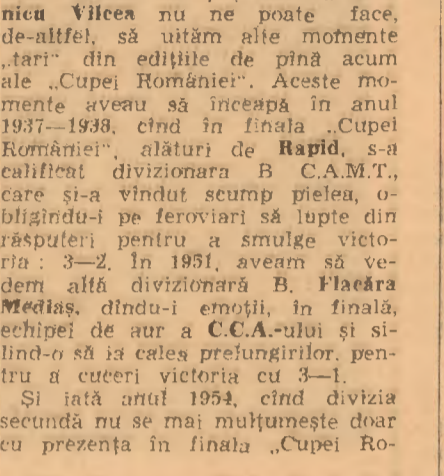 nicu Vîlcea nu ne poate face,
de-altfel, să uităm alte momente
„tari" din edițiile de pînă acum
ale „Cupei României". Aceste mo-
mente aveau să înceapă în anul
1937—1938, cînd în finala „Cupei
României", alături de Rapid, s-a
calificat divizionara B C.A.M.T.,
care și-a vîndut scump pielea, o-
bligîndu-i pe feroviari să lupte din
răsputeri pentru a smulge victo-
ria : 3—2. În 1951, aveam să ve-
dem altă divizionară B, Flacăra
Mediaș, dîndu-i emoții, în finală,
echipei de aur a C.C.A.-ului și si-
lind-o să ia calea prelungirilor, pen-
tru a cuceri victoria cu 3—1.
Și iată anul 1954, cînd divizia
secundă nu se mai mulțumește doar
cu prezența în finala „Cupei Ro-